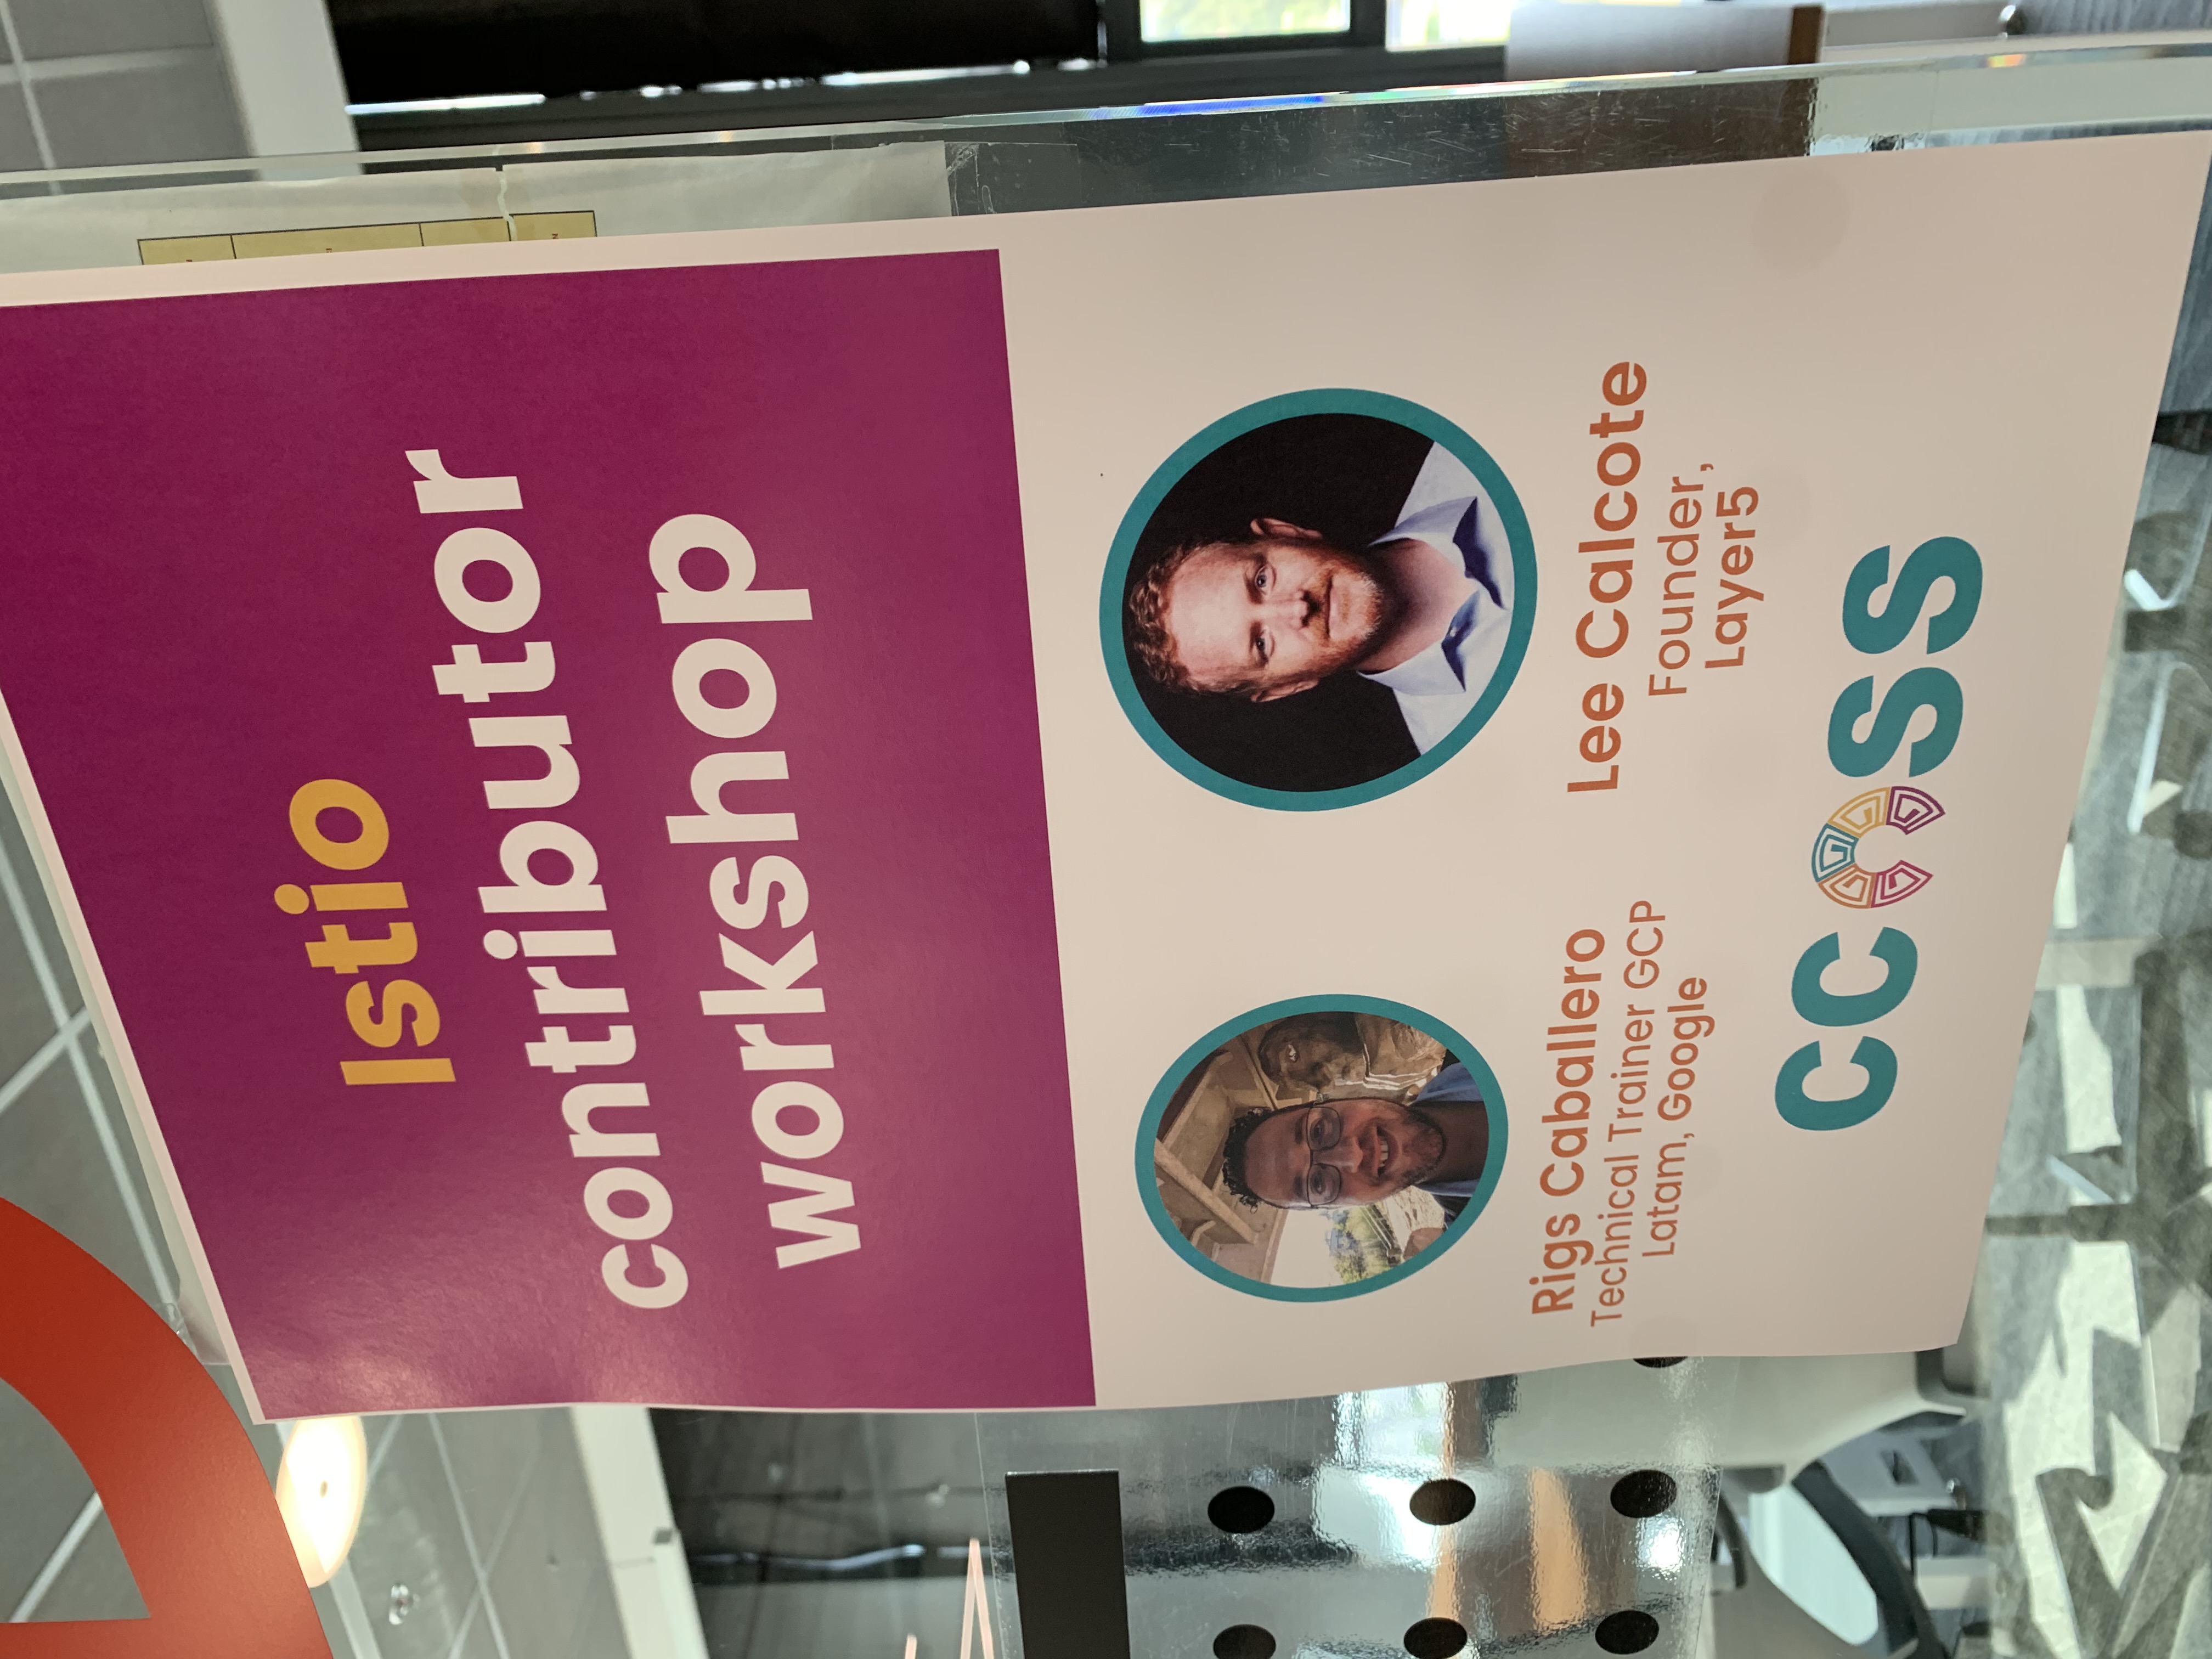 Istio
contributor
workshop
Rigs Caballero
Technical Trainer GCP
Latam, Google
Lee Calcote
Founder,
Layer5
CCOSS